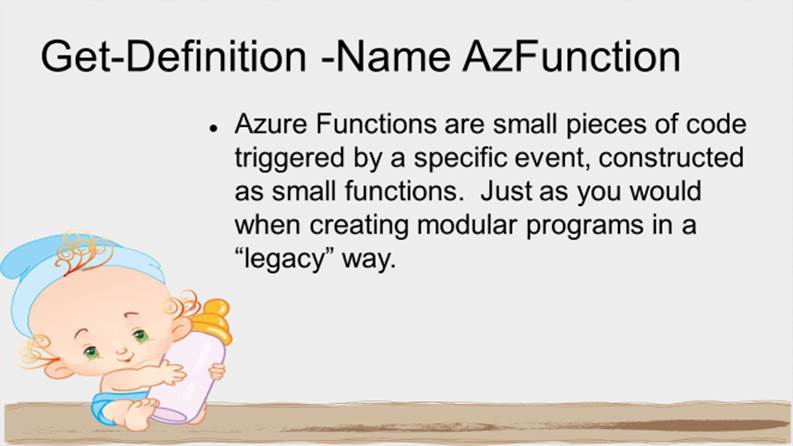 Get-Definition -Name AzFunction
• Azure Functions are small pieces of code
triggered by a specific event, constructed
as small functions.  Just as you would
when creating modular programs in a
“legacy” way.